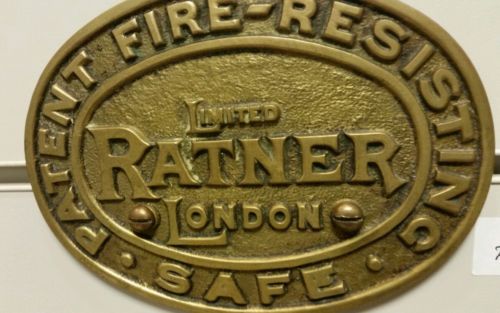 PATENT FIRE-RESISTING
LIMITED
RATNER
LONDON
SAFE